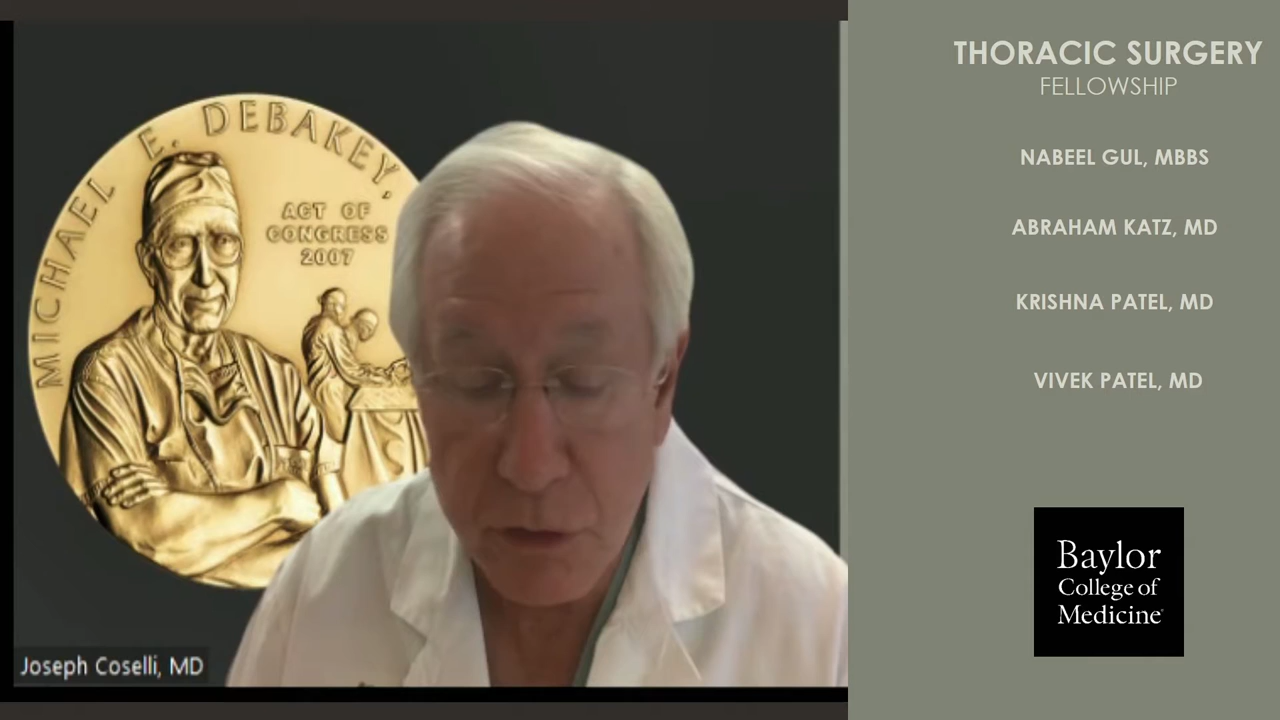 MICHAEL E. DEBAKEY,
ACT OF
CONGRESS
2007
Joseph Coselli, MD
THORACIC SURGERY
FELLOWSHIP
NABEEL GUL, MBBS
ABRAHAM KATZ, MD
KRISHNA PATEL, MD
VIVEK PATEL, MD
Baylor
College of
Medicine